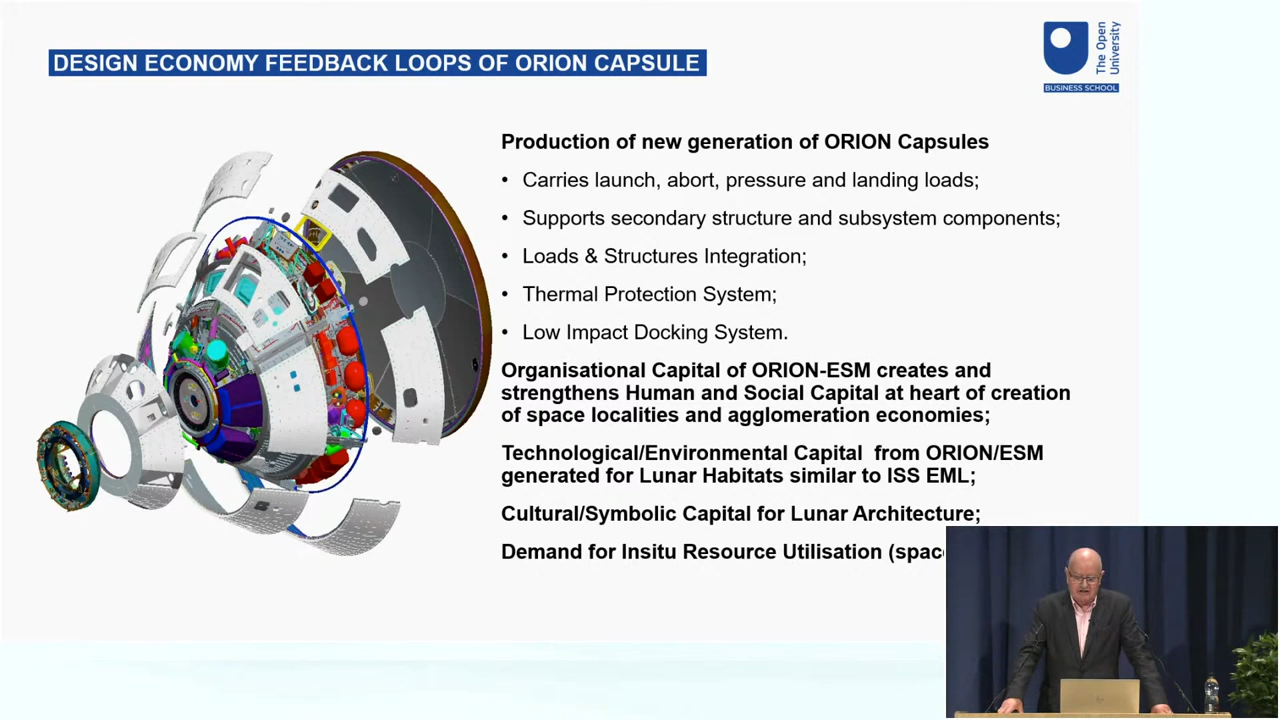 DESIGN ECONOMY FEEDBACK LOOPS OF ORION CAPSULE
The Open
University
BUSINESS SCHOOL
Production of new generation of ORION Capsules
• Carries launch, abort, pressure and landing loads;
• Supports secondary structure and subsystem components;
• Loads & Structures Integration;
• Thermal Protection System;
• Low Impact Docking System.
Organisational Capital of ORION-ESM creates and
strengthens Human and Social Capital at heart of creation
of space localities and agglomeration economies;
Technological/Environmental Capital from ORION/ESM
generated for Lunar Habitats similar to ISS EML;
Cultural/Symbolic Capital for Lunar Architecture;
Demand for Insitu Resource Utilisation